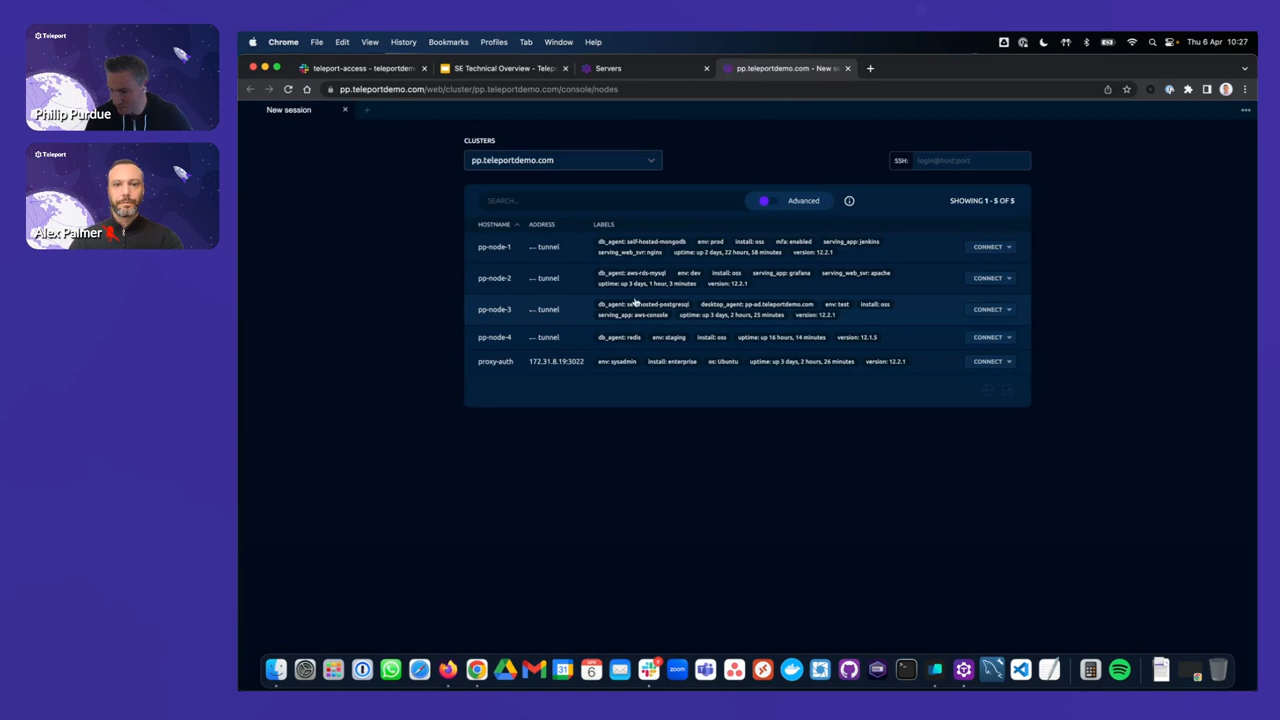 Teleport
Philip Purdue
Teleport
Alex Palmer
Chrome File Edit View History Bookmarks Profiles Tab Window Help
Thu 6 Apr 10:27
teleport-access - teleportdem
SE Technical Overview - Telep
Servers
pp.teleportdemo.com - New s
pp.teleportdemo.com/web/cluster/pp.teleportdemo.com/console/nodes
New session
CLUSTERS
pp.teleportdemo.com
SSH: login@host:port
SEARCH...
Advanced
SHOWING 1 - 5 OF 5
HOSTNAME ADDRESS LABELS
pp-node-1 ← tunnel db_agent: self-hosted-mongodb env: prod install: oss mfa: enabled serving_app: jenkins
serving_web_svr: nginx uptime: up 2 days, 22 hours, 58 minutes version: 12.2.1
CONNECT
pp-node-2 ← tunnel db_agent: aws-rds-mysql env: dev install: oss serving_app: grafana serving_web_svr: apache
uptime: up 3 days, 1 hour, 3 minutes version: 12.2.1
CONNECT
pp-node-3 ← tunnel db_agent: self-hosted-postgresql desktop_agent: pp-ad.teleportdemo.com env: test install: oss
serving_app: aws-console uptime: up 3 days, 2 hours, 25 minutes version: 12.2.1
CONNECT
pp-node-4 ← tunnel db_agent: redis env: staging install: oss uptime: up 16 hours, 14 minutes version: 12.1.5 CONNECT
proxy-auth 172.31.8.19:3022 env: sysadmin install: enterprise os: Ubuntu uptime: up 3 days, 2 hours, 26 minutes version: 12.2.1 CONNECT
31
6
zoom